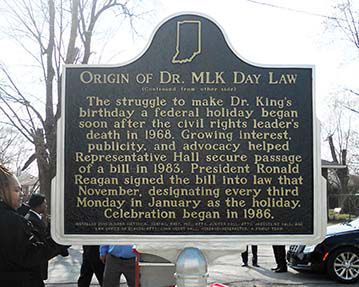 ORIGIN OF DR. MLK DAY LAW
(Continued from other side)
The struggle to make Dr. King's
birthday a federal holiday began
soon after the civil rights leader's
death in 1968. Growing interest,
publicity, and advocacy helped
Representative Hall secure passage
of a bill in 1983. President Ronald
Reagan signed the bill into law that
November, designating every third
Monday in January as the holiday.
Celebration began in 1986.